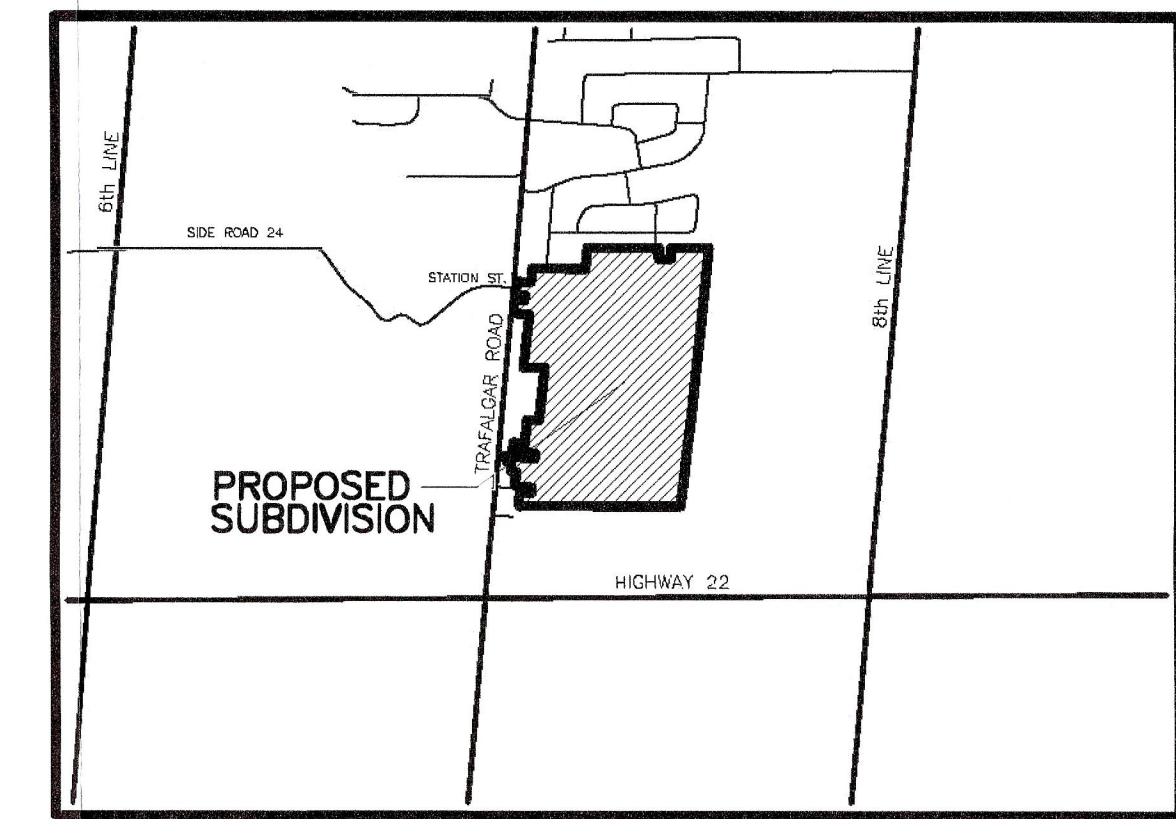 6th LINE
SIDE ROAD 24
STATION ST.
8th LINE
TRAFALGAR ROAD
PROPOSED
SUBDIVISION
HIGHWAY 22